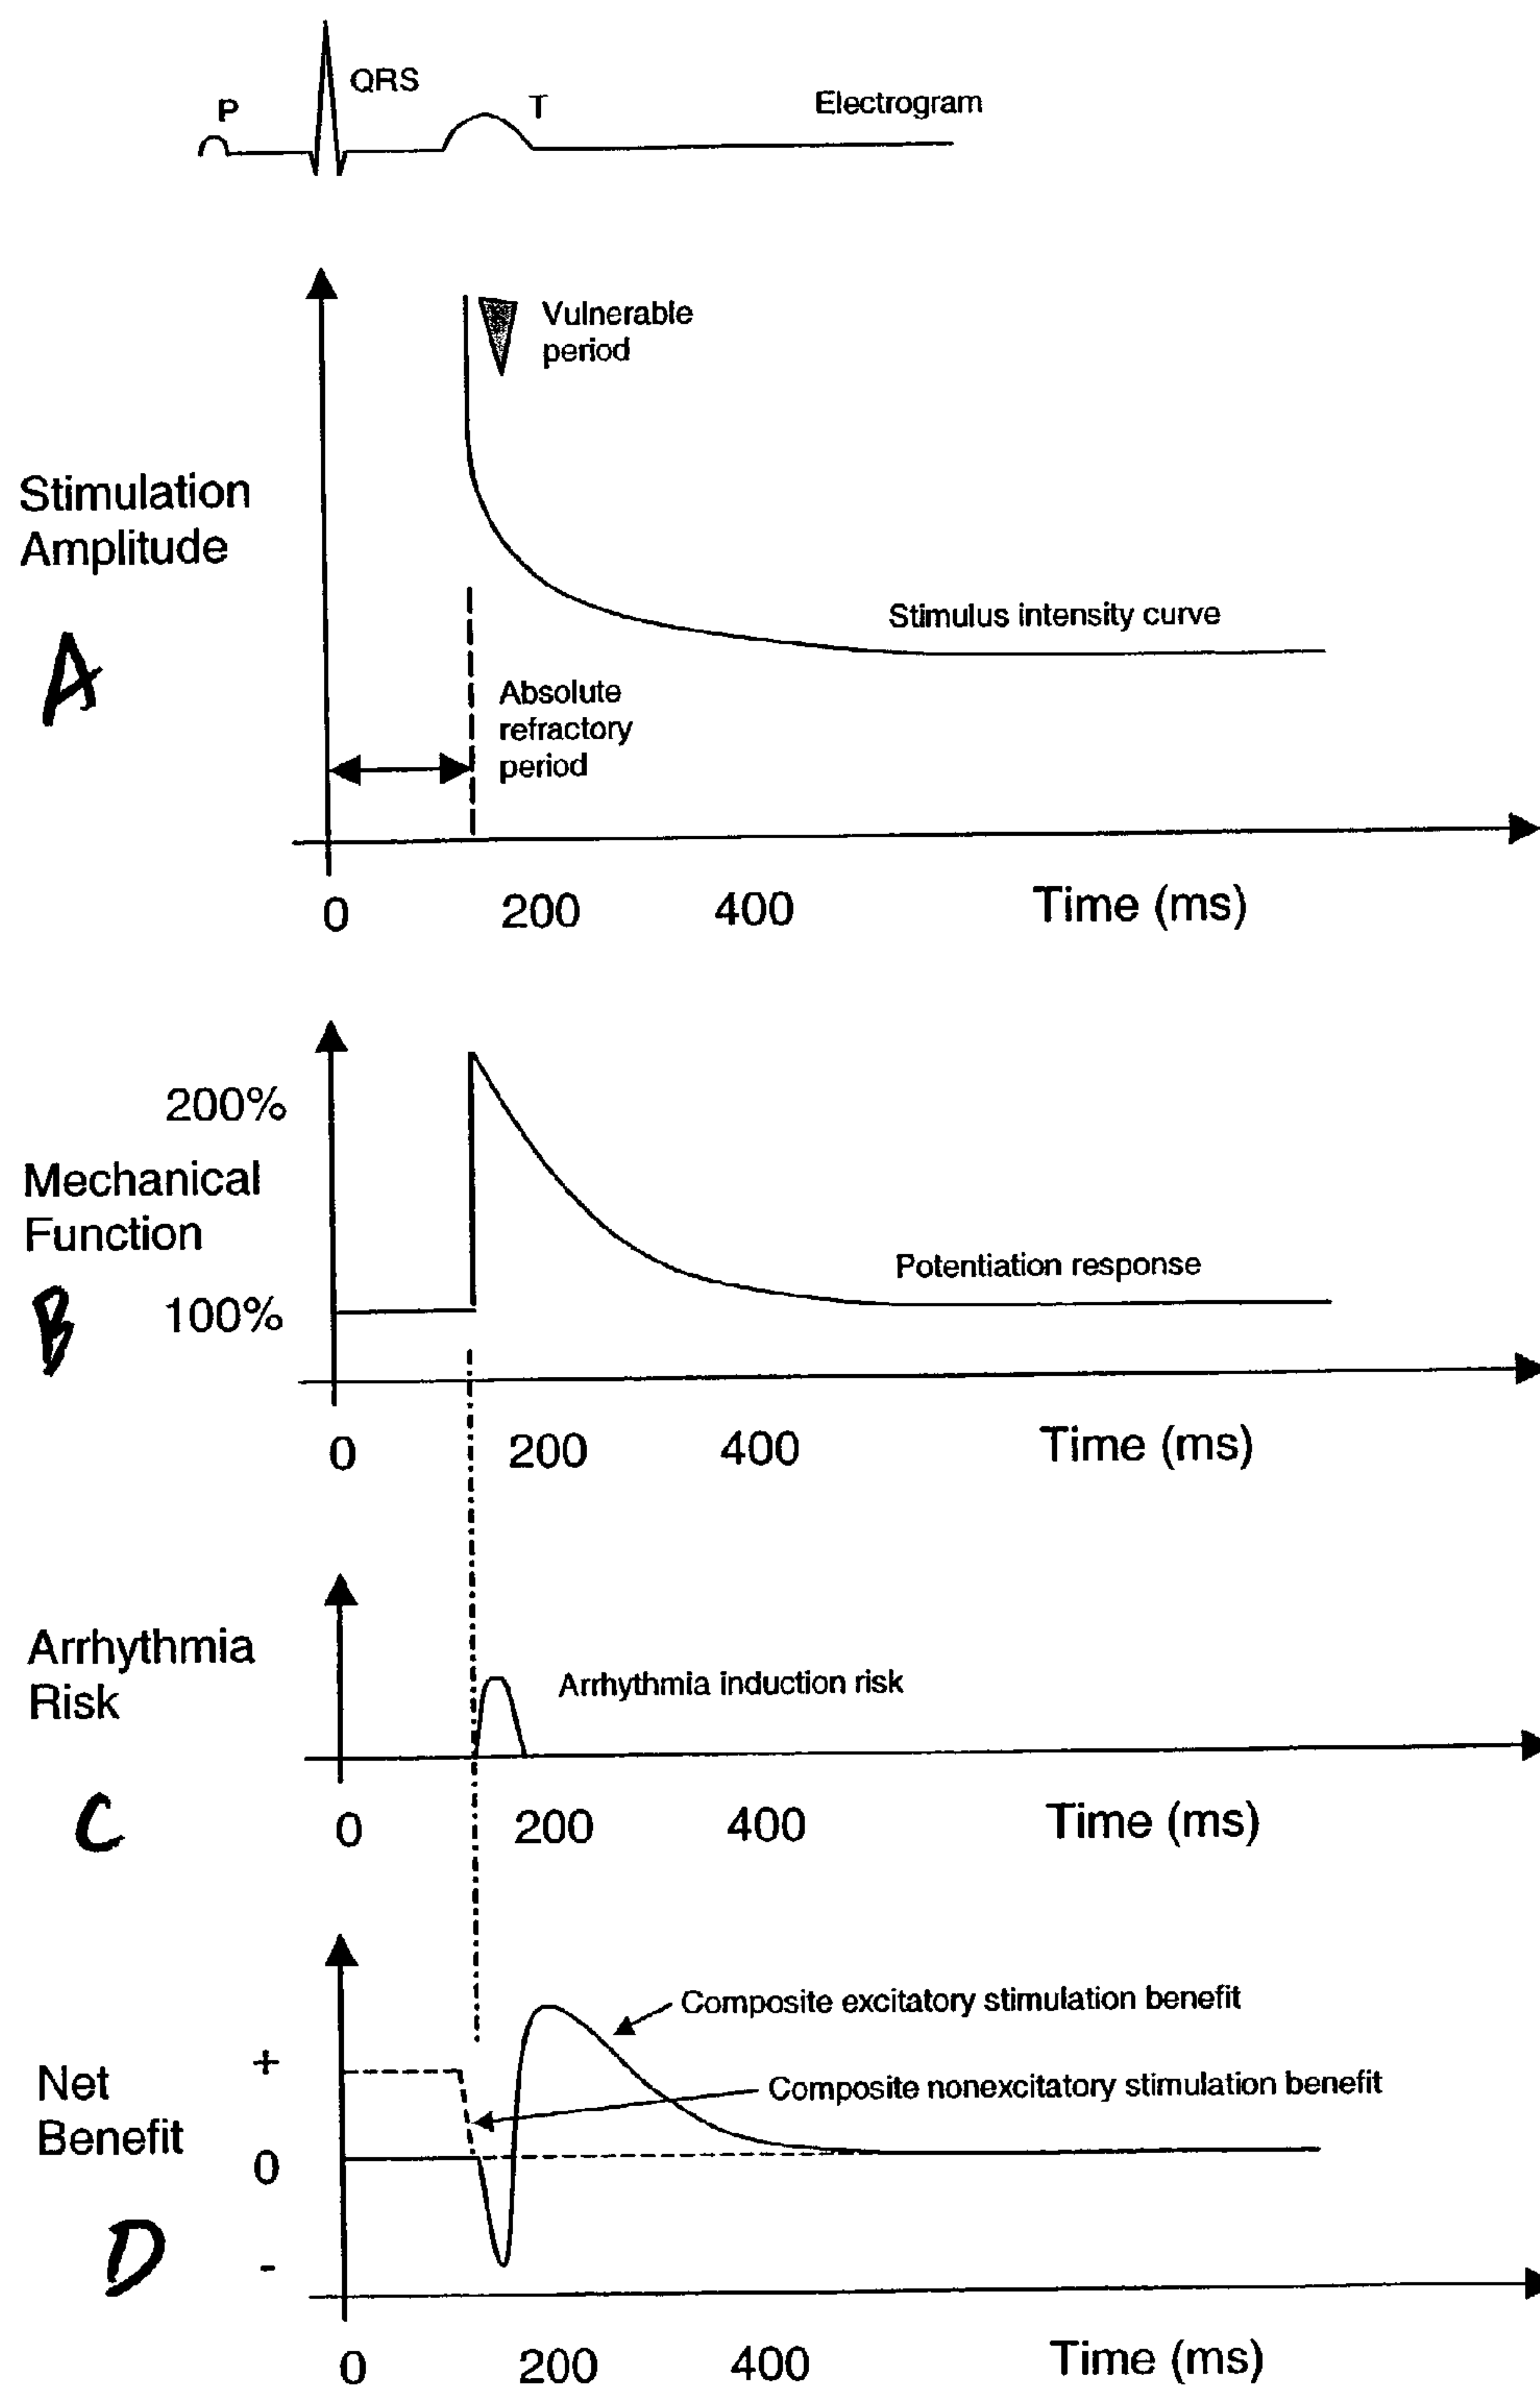 QRS
P
T
Electrogram
Vulnerable
period
Stimulation
Amplitude
Stimulus intensity curve
A
Absolute
refractory
period
0 200 400 Time (ms)
200%
Mechanical
Function
Potentiation response
B
100%
0 200 400 Time (ms)
Arrhythmia
Risk
Arrhythmia induction risk
C
0 200 400 Time (ms)
Composite excitatory stimulation benefit
+
Net
Benefit
Composite nonexcitatory stimulation benefit
0
D
-
0 200 400 Time (ms)